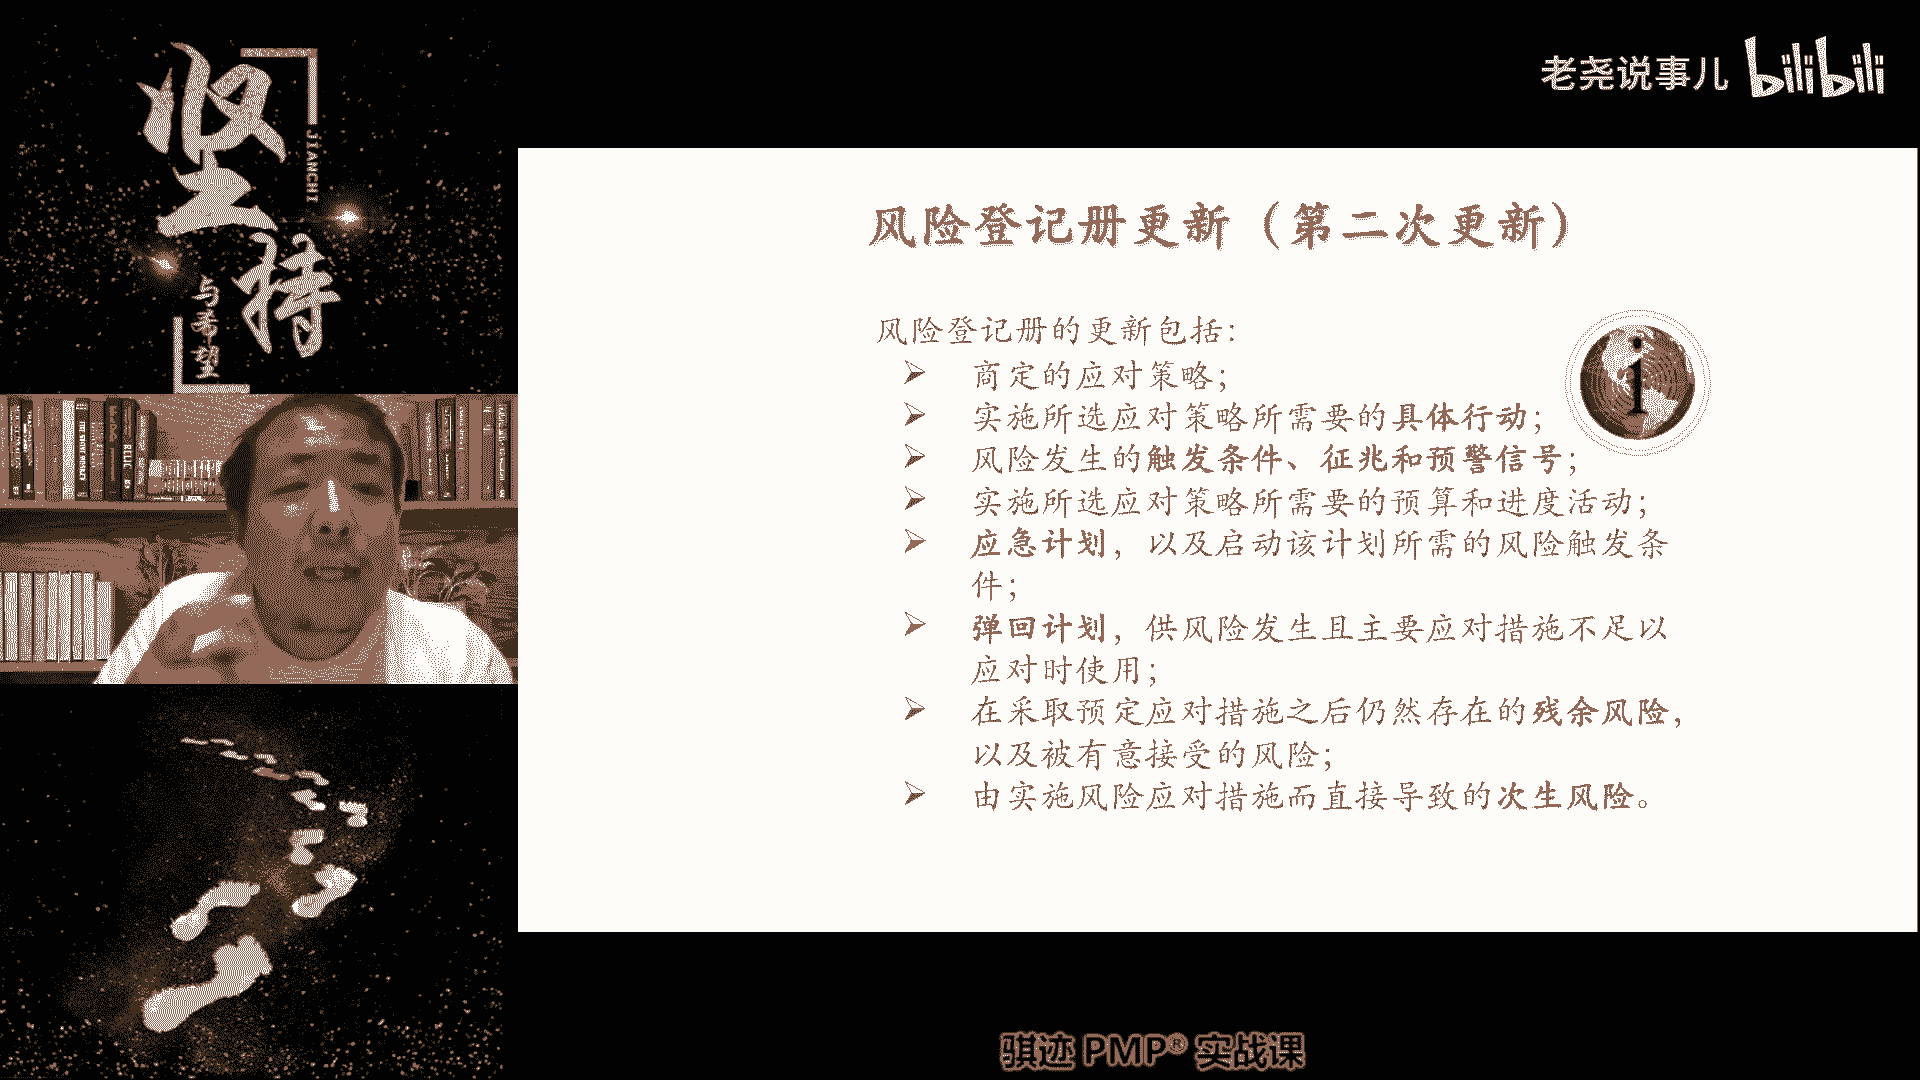 坚持
JIANCHI
与希望
老尧说事儿 bilibili
风险登记册更新（第二次更新）
风险登记册的更新包括：
➢ 商定的应对策略；
➢ 实施所选应对策略所需要的具体行动；
➢ 风险发生的触发条件、征兆和预警信号；
➢ 实施所选应对策略所需要的预算和进度活动；
➢ 应急计划，以及启动该计划所需的风险触发条
件；
➢ 弹回计划，供风险发生且主要应对措施不足以
应对时使用；
➢ 在采取预定应对措施之后仍然存在的残余风险，
以及被有意接受的风险；
➢ 由实施风险应对措施而直接导致的次生风险。
i
骐迹 PMP® 实战课